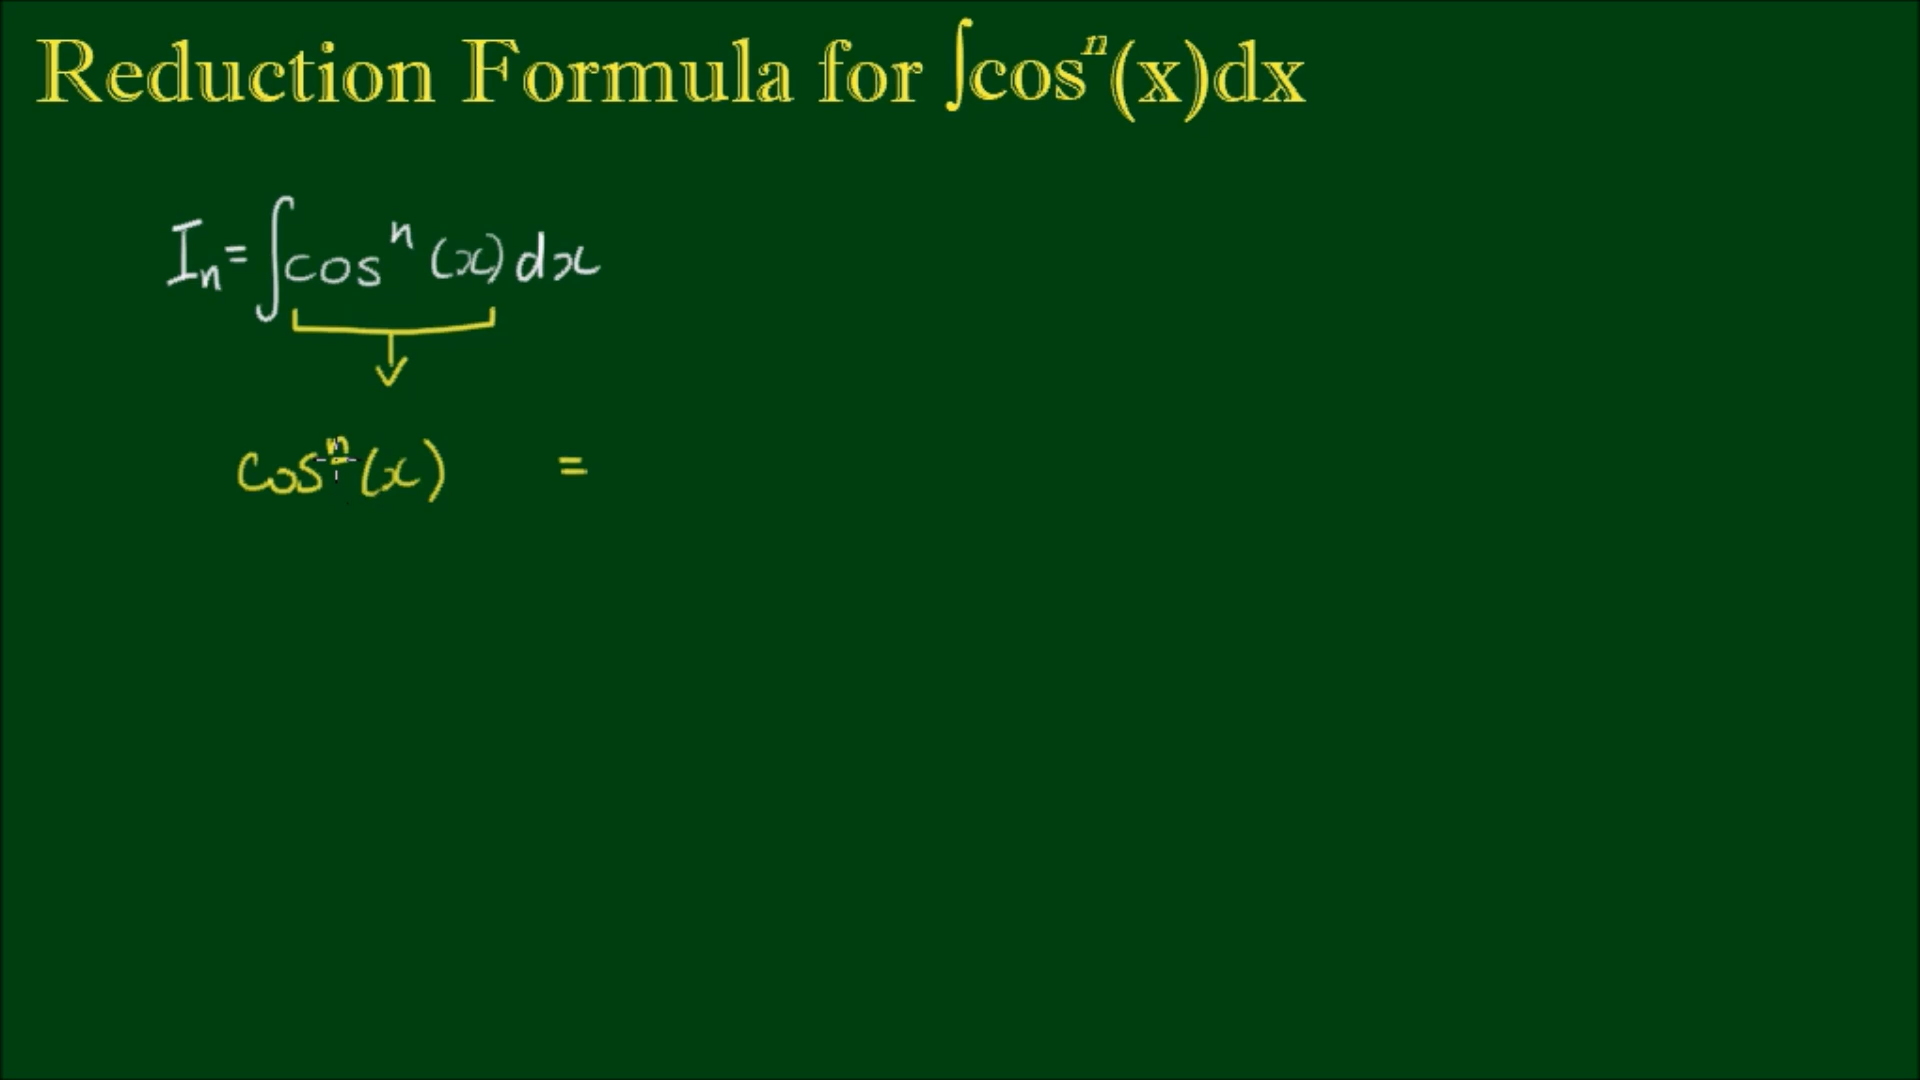 Reduction Formula for ∫cosⁿ(x)dx
Iₙ = ∫cosⁿ(x)dx
cosⁿ(x) =